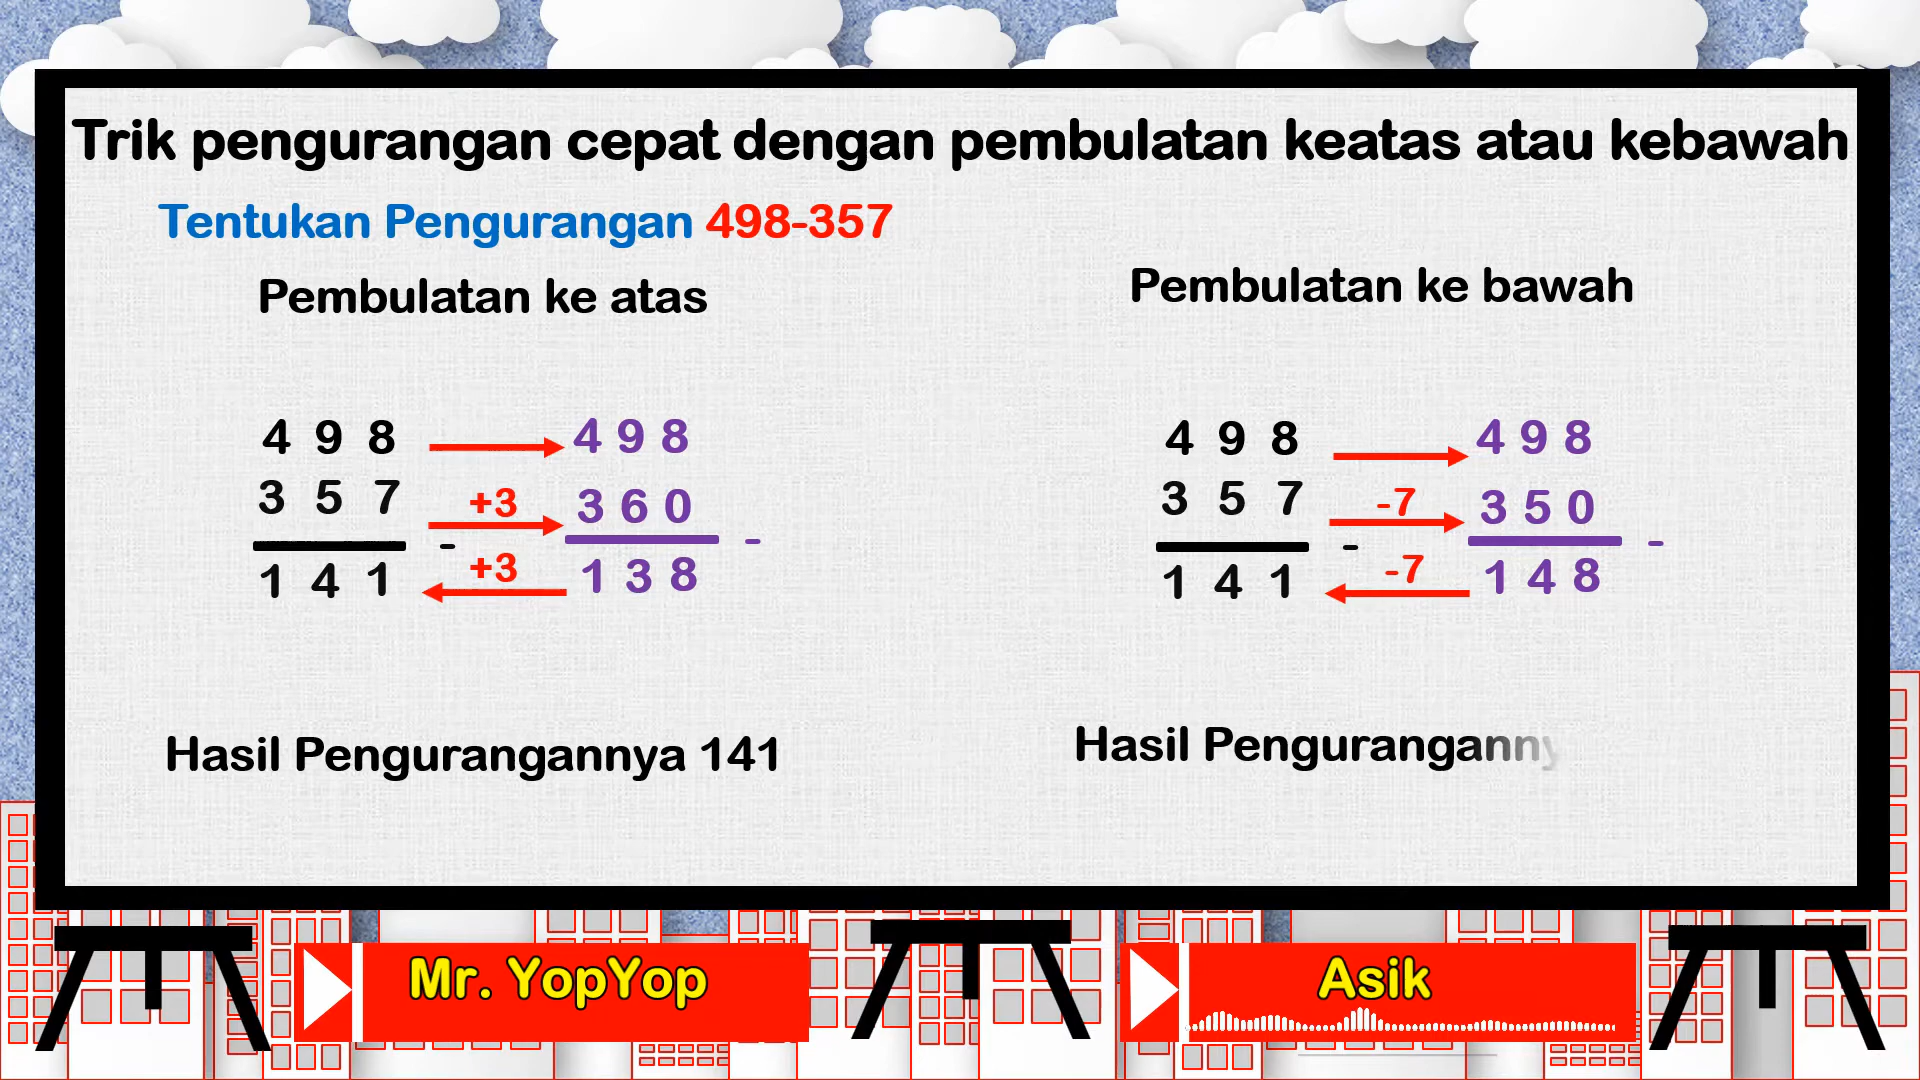 Trik pengurangan cepat dengan pembulatan keatas atau kebawah
Tentukan Pengurangan 498-357
Pembulatan ke atas
4 9 8 4 9 8
3 5 7 +3 3 6 0
- -
1 4 1 +3 1 3 8
Hasil Pengurangannya 141
Pembulatan ke bawah
4 9 8 4 9 8
3 5 7 -7 3 5 0
- -
1 4 1 -7 1 4 8
Hasil Penguranganny
Mr. YopYop
Asik